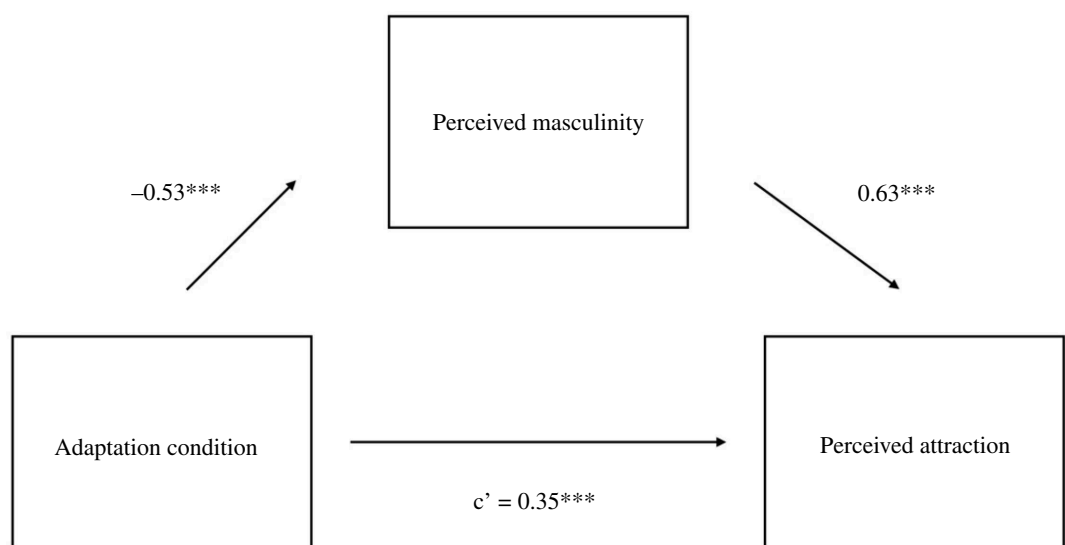 Perceived masculinity
–0.53***
0.63***
Adaptation condition
Perceived attraction
c’ = 0.35***